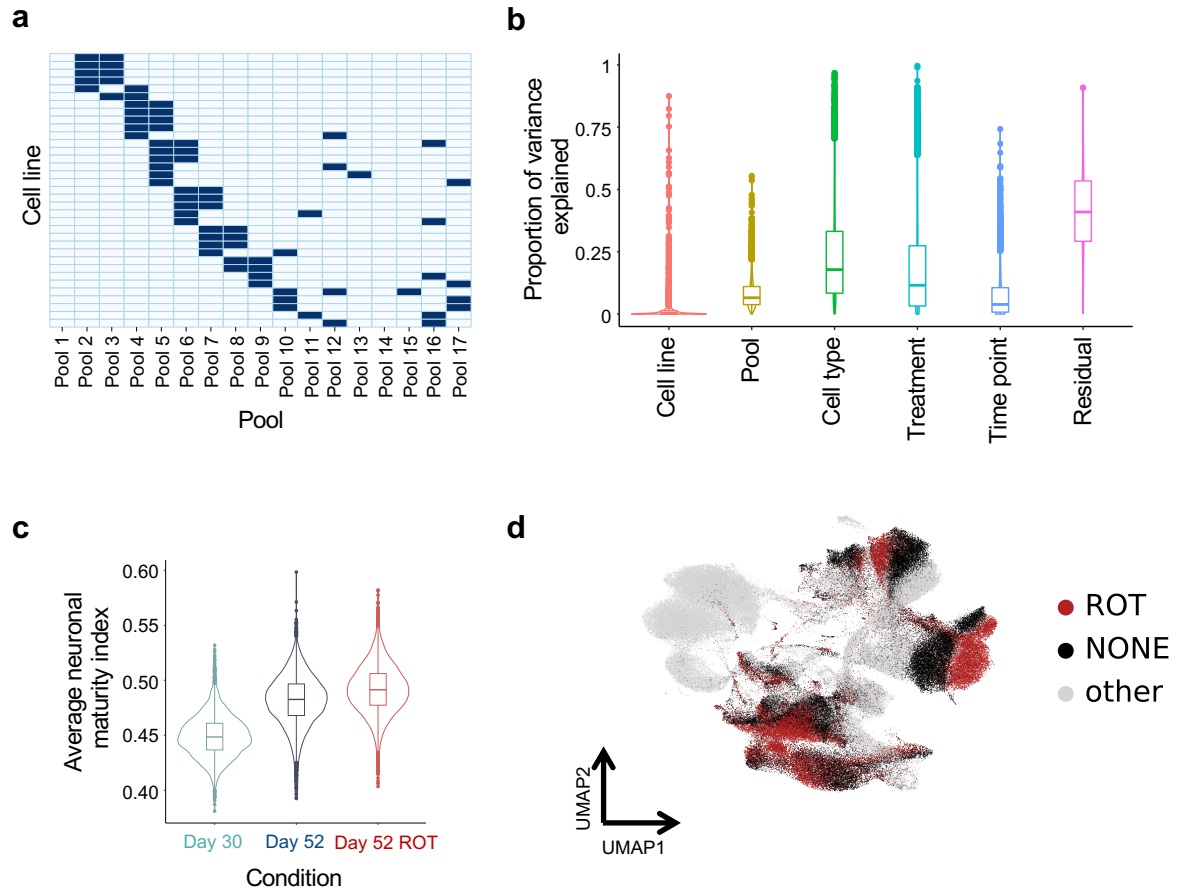 a
Cell line
Pool 1
Pool 2
Pool 3
Pool 4
Pool 5
Pool 6
Pool 7
Pool 8
Pool 9
Pool 10
Pool 11
Pool 12
Pool 13
Pool 14
Pool 15
Pool 16
Pool 17
Pool
b
Proportion of variance
explained
1
0.75
0.5
0.25
0
Cell line
Pool
Cell type
Treatment
Time point
Residual
c
Average neuronal
maturity index
0.60
0.55
0.50
0.45
0.40
Day 30
Day 52
Day 52 ROT
Condition
d
ROT
NONE
other
UMAP2
UMAP1